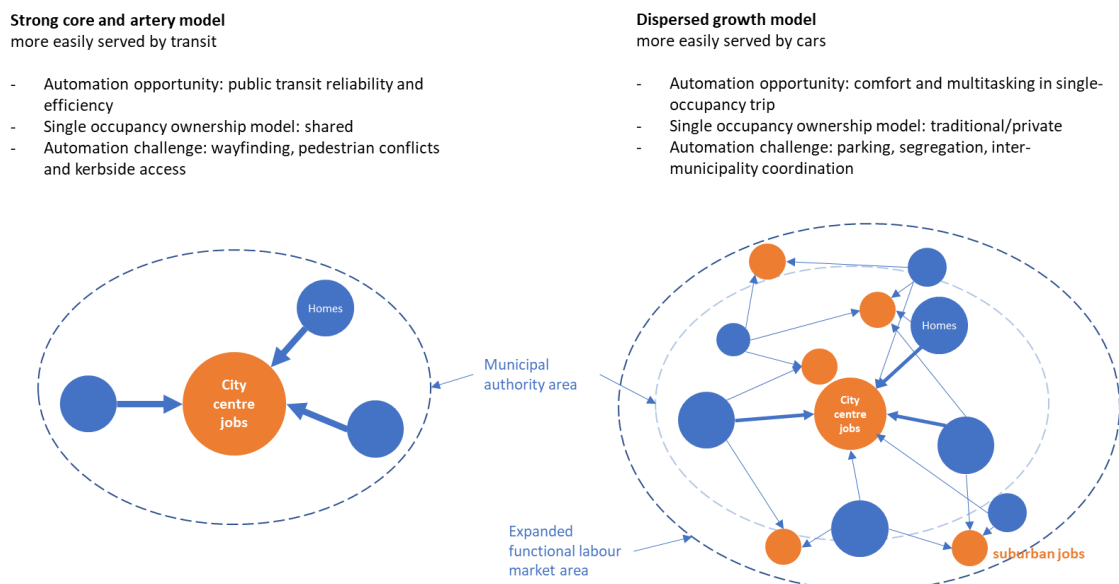 Strong core and artery model
more easily served by transit
- Automation opportunity: public transit reliability and
efficiency
- Single occupancy ownership model: shared
- Automation challenge: wayfinding, pedestrian conflicts
and kerbside access
Dispersed growth model
more easily served by cars
- Automation opportunity: comfort and multitasking in single-
occupancy trip
- Single occupancy ownership model: traditional/private
- Automation challenge: parking, segregation, inter-
municipality coordination
Homes
City
centre
jobs
Municipal
authority area
Homes
City
centre
jobs
Expanded
functional labour
market area
suburban jobs